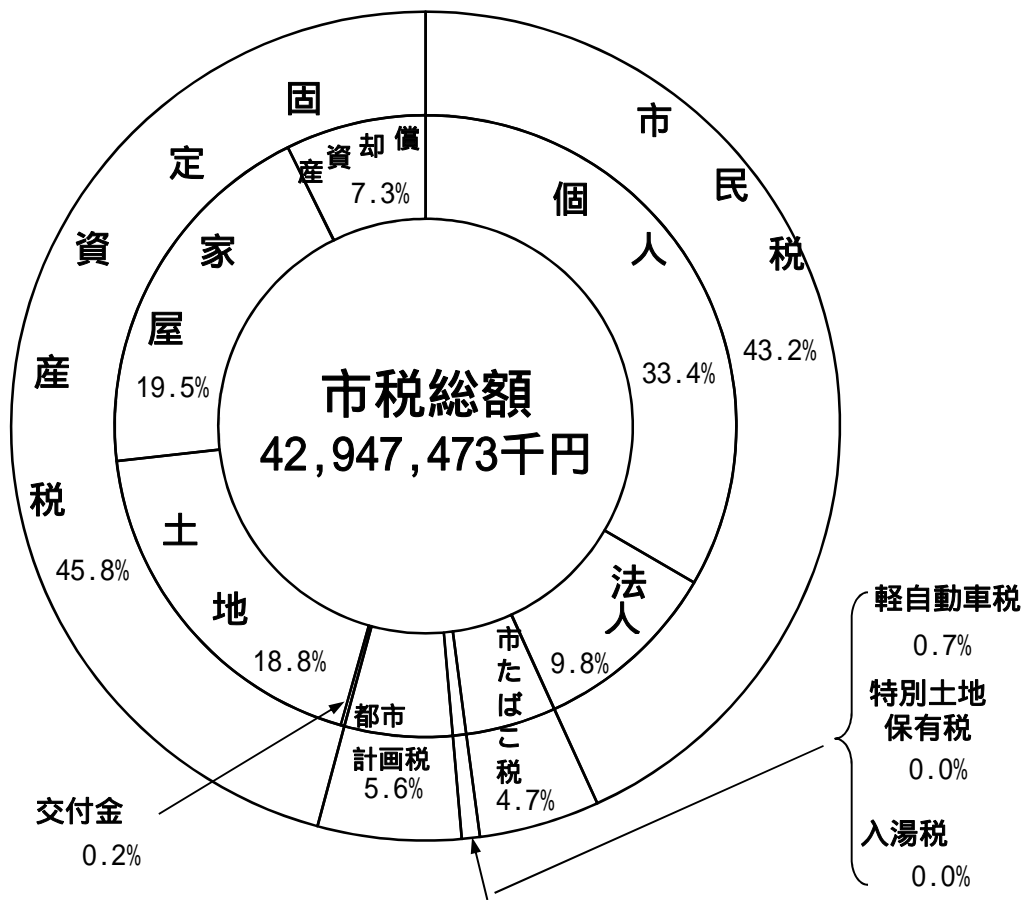 市税総額
42,947,473千円
市民税
43.2%
個人
33.4%
法人
9.8%
市たばこ税
4.7%
軽自動車税
0.7%
特別土地
保有税
0.0%
入湯税
0.0%
都市
計画税
5.6%
固定資産税
45.8%
交付金
0.2%
土地
18.8%
家屋
19.5%
償却資産
7.3%